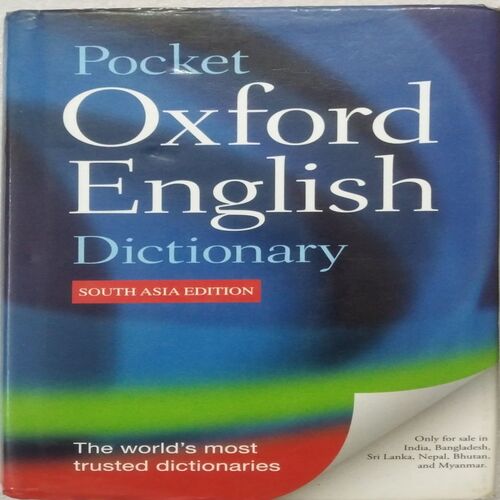 Pocket
Oxford
English
Dictionary
SOUTH ASIA EDITION
The world's most
trusted dictionaries
Only for sale in
India, Bangladesh,
Sri Lanka, Nepal, Bhutan,
and Myanmar.